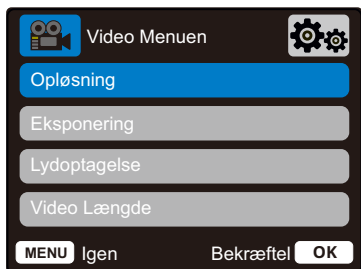 Video Menuen
Opløsning
Eksponering
Lydoptagelse
Video Længde
MENU Igen Bekræftel OK